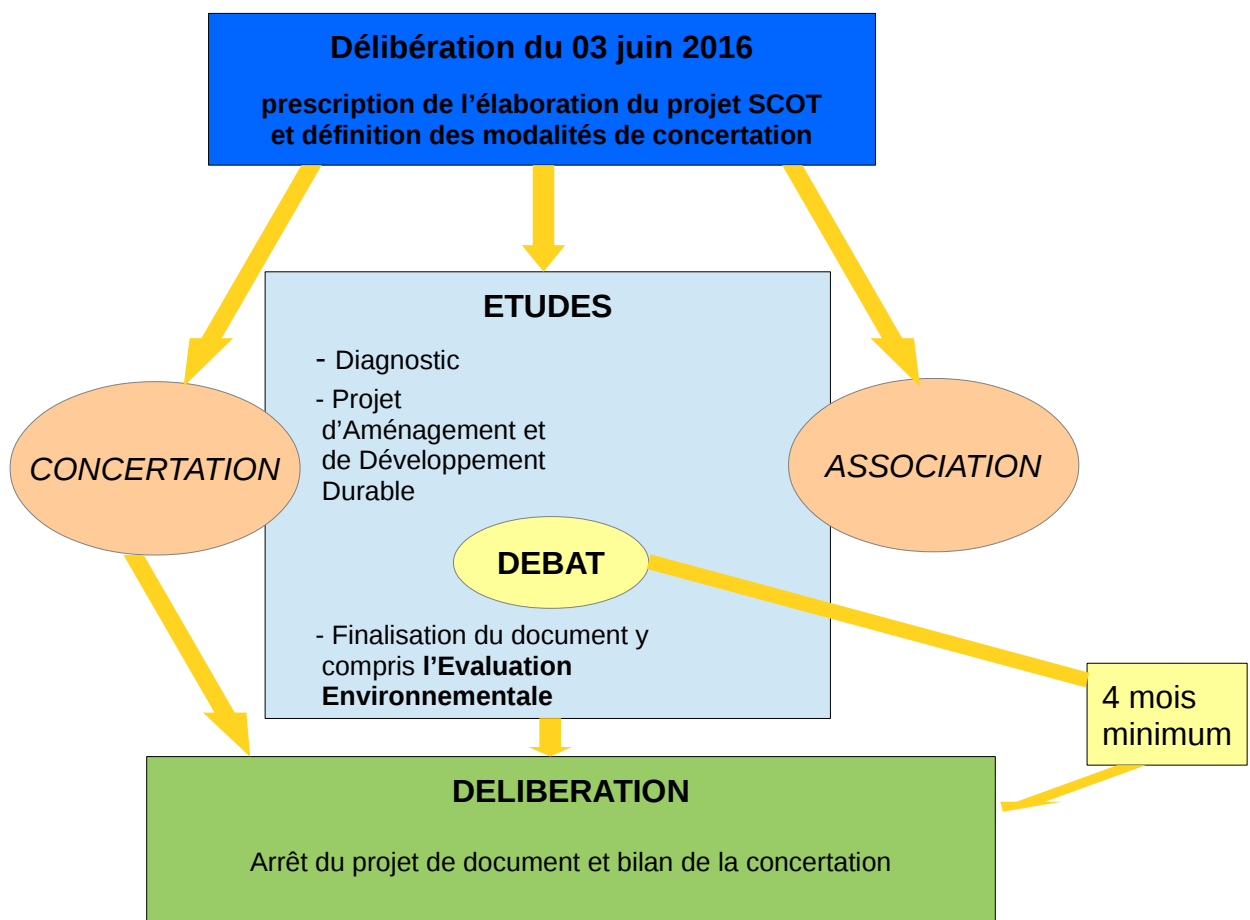 Délibération du 03 juin 2016
prescription de l’élaboration du projet SCOT
et définition des modalités de concertation
ETUDES
- Diagnostic
- Projet
d’Aménagement et
de Développement
Durable
CONCERTATION
ASSOCIATION
DEBAT
- Finalisation du document y
compris l’Evaluation
Environnementale
4 mois
minimum
DELIBERATION
Arrêt du projet de document et bilan de la concertation